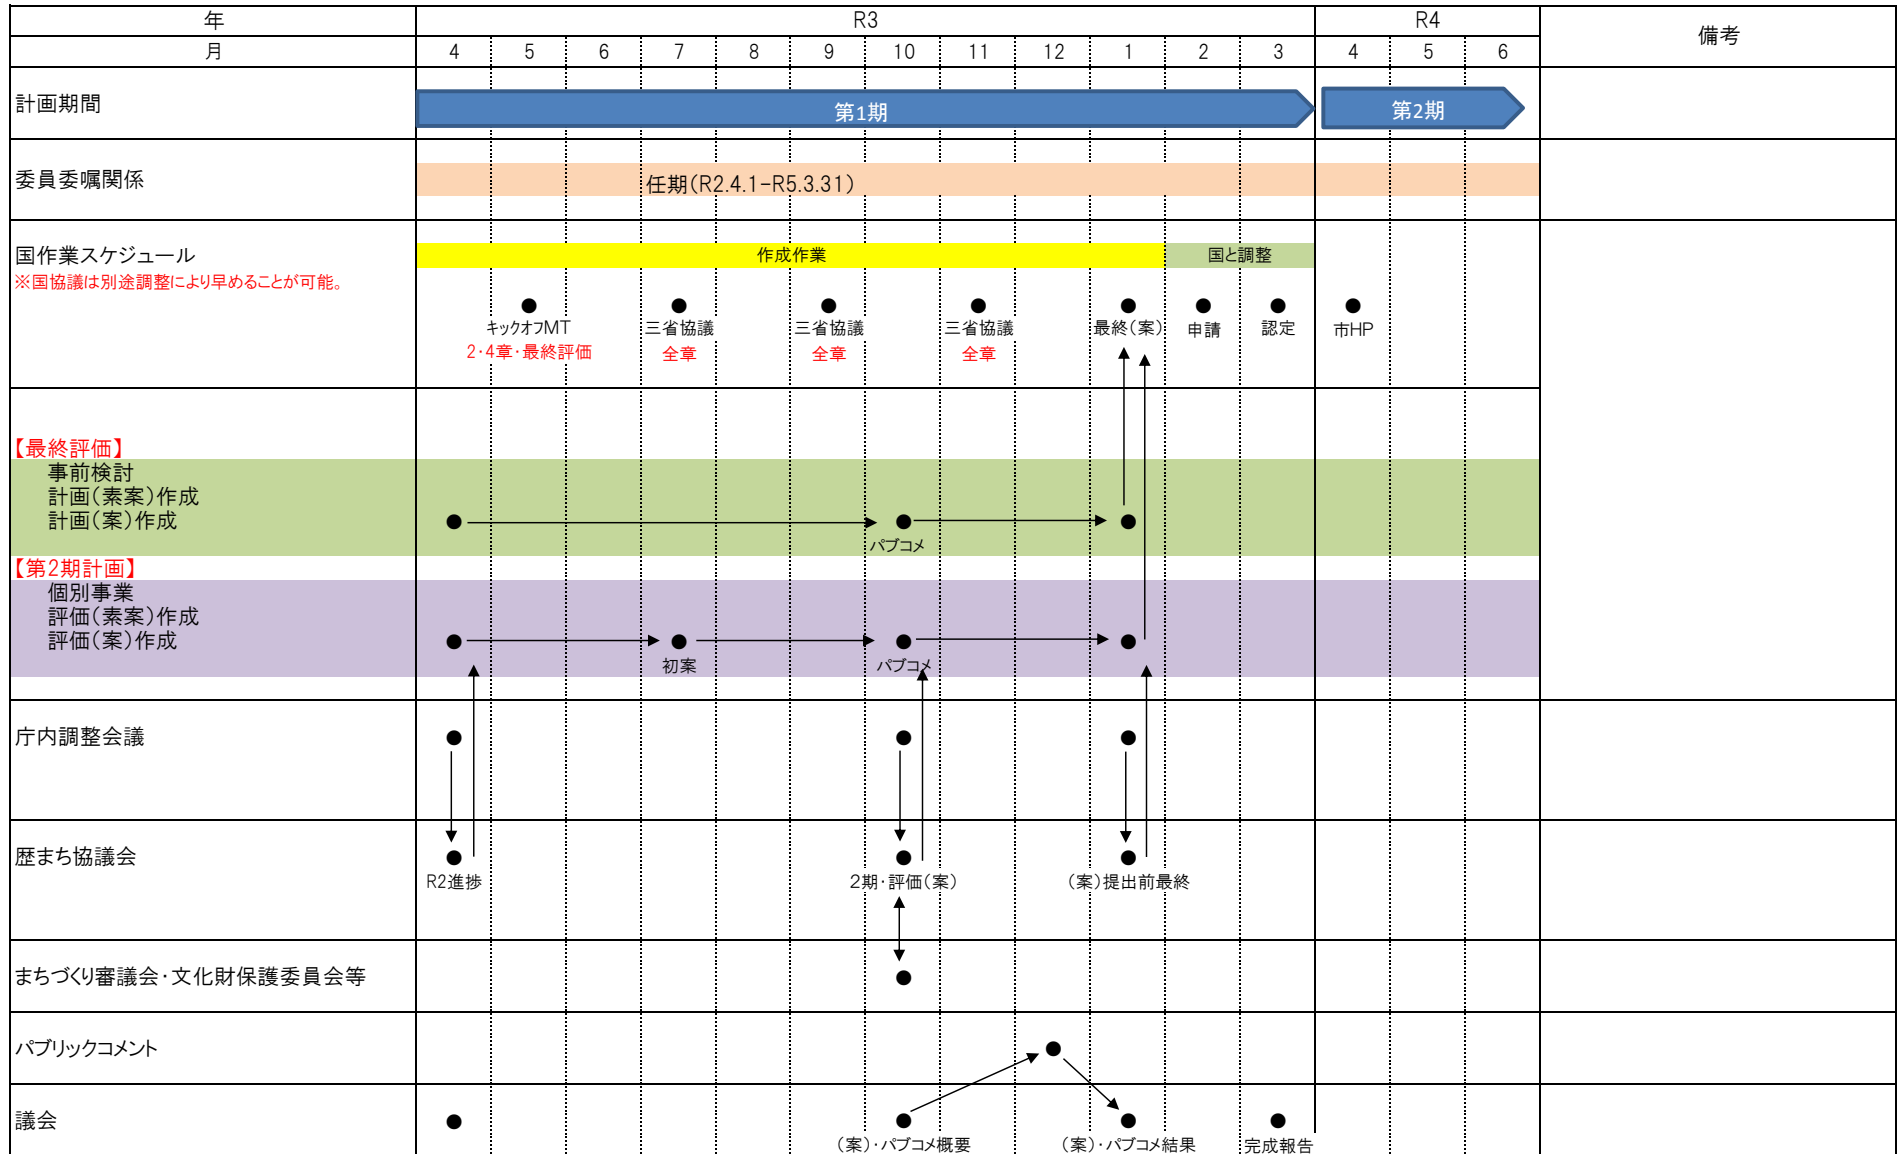 年 R3 R4 備考
月 4 5 6 7 8 9 10 11 12 1 2 3 4 5 6
計画期間 第1期 第2期
委員委嘱関係 任期(R2.4.1-R5.3.31)
国作業スケジュール 作成作業 国と調整
※国協議は別途調整により早めることが可能。
● ● ● ● ● ● ● ●
キックオフMT 三省協議 三省協議 三省協議 最終(案) 申請 認定 市HP
2・4章・最終評価 全章 全章 全章
【最終評価】
事前検討
計画(素案)作成
計画(案)作成 ● ● ●
パブコメ
【第2期計画】
個別事業
評価(素案)作成
評価(案)作成 ● ● ● ●
初案 パブコメ
庁内調整会議 ● ● ●
歴まち協議会 ● ● ●
R2進捗 2期・評価(案) (案)提出前最終
まちづくり審議会・文化財保護委員会等 ●
パブリックコメント ●
議会 ● ● ● ●
(案)・パブコメ概要 (案)・パブコメ結果 完成報告